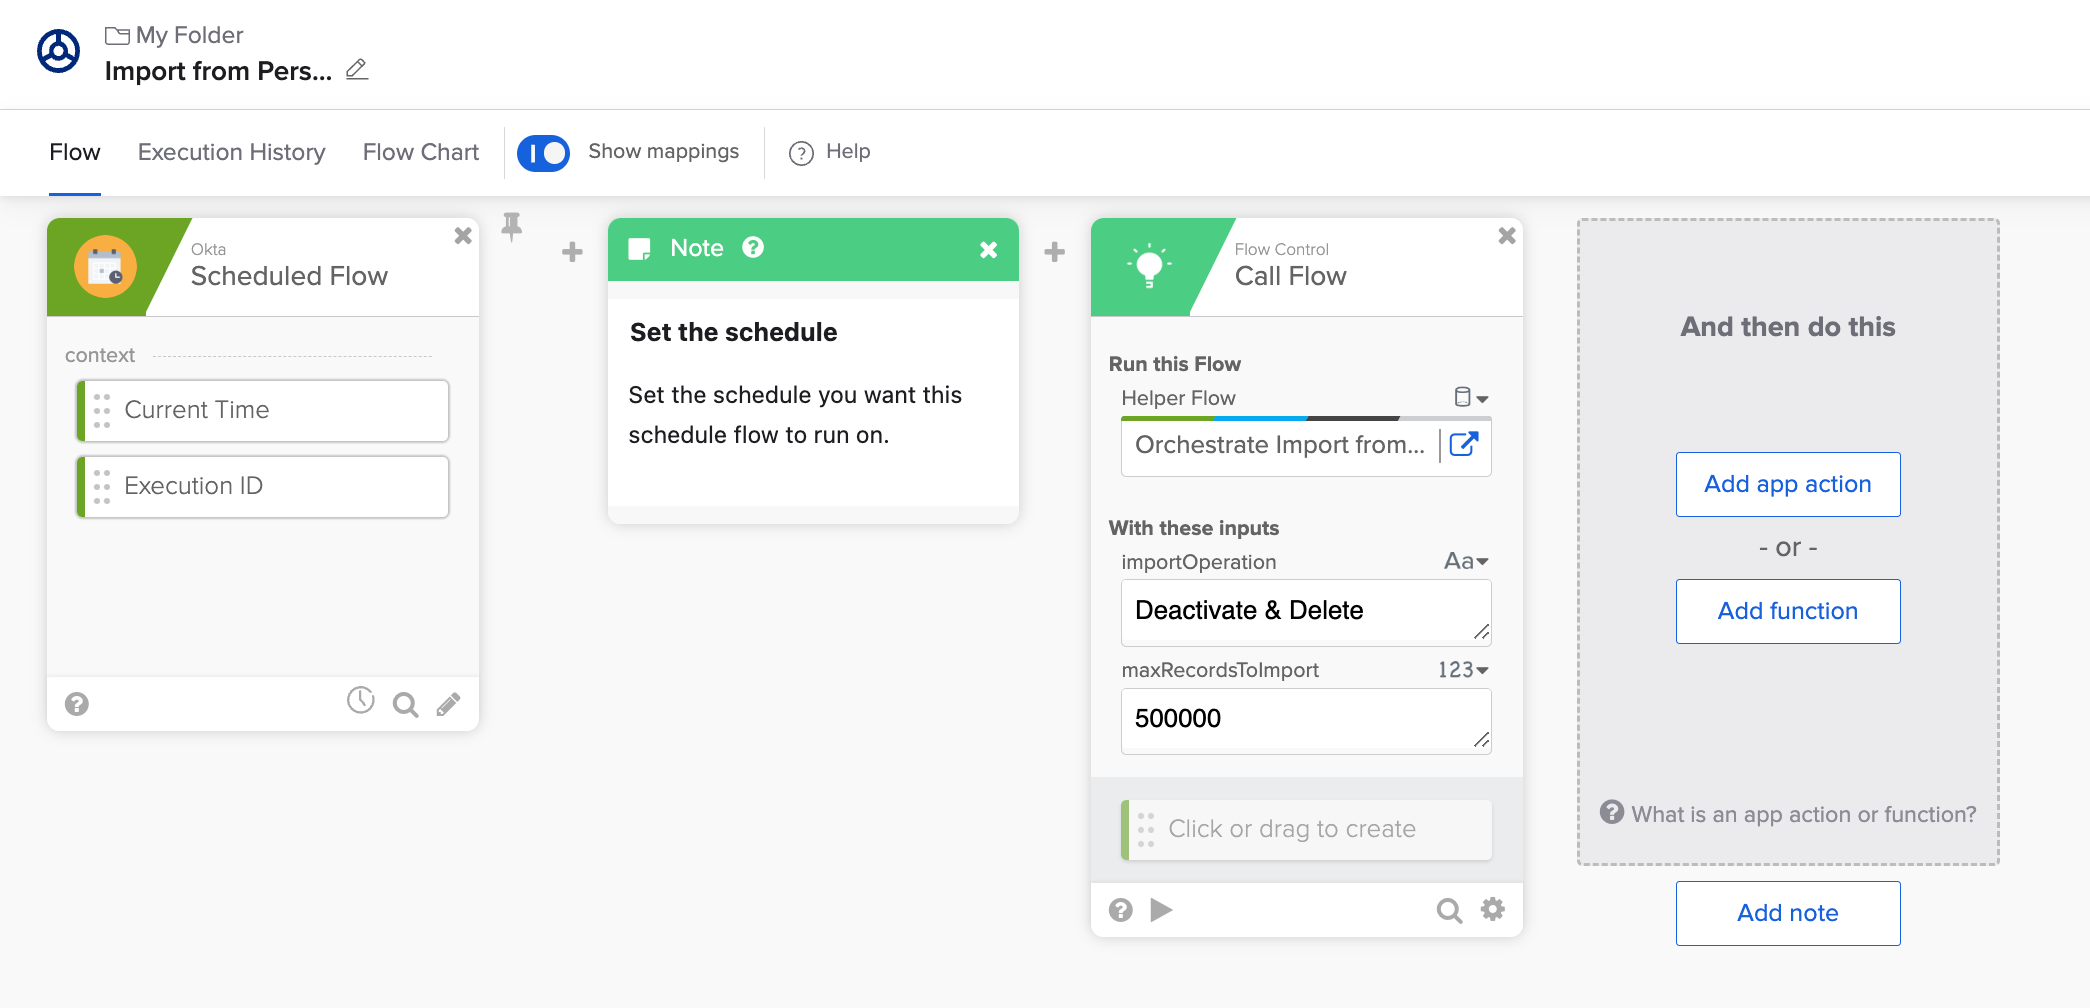 My Folder
Import from Pers...
Flow
Execution History
Flow Chart
Show mappings
? Help
Okta
Scheduled Flow
context
Current Time
Execution ID
?
Note ?
Set the schedule
Set the schedule you want this
schedule flow to run on.
Flow Control
Call Flow
Run this Flow
Helper Flow
Orchestrate Import from...
With these inputs
importOperation
Aa
Deactivate & Delete
maxRecordsToImport
123
500000
Click or drag to create
?
And then do this
Add app action
- or -
Add function
? What is an app action or function?
Add note